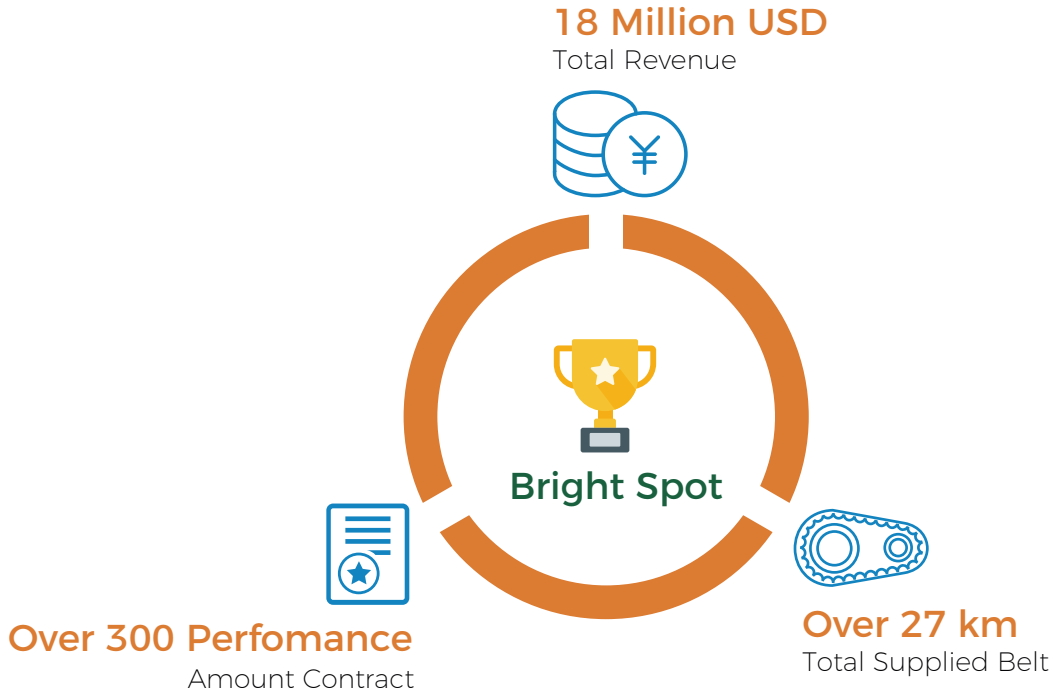 18 Million USD
Total Revenue
¥
Bright Spot
Over 300 Perfomance
Amount Contract
Over 27 km
Total Supplied Belt